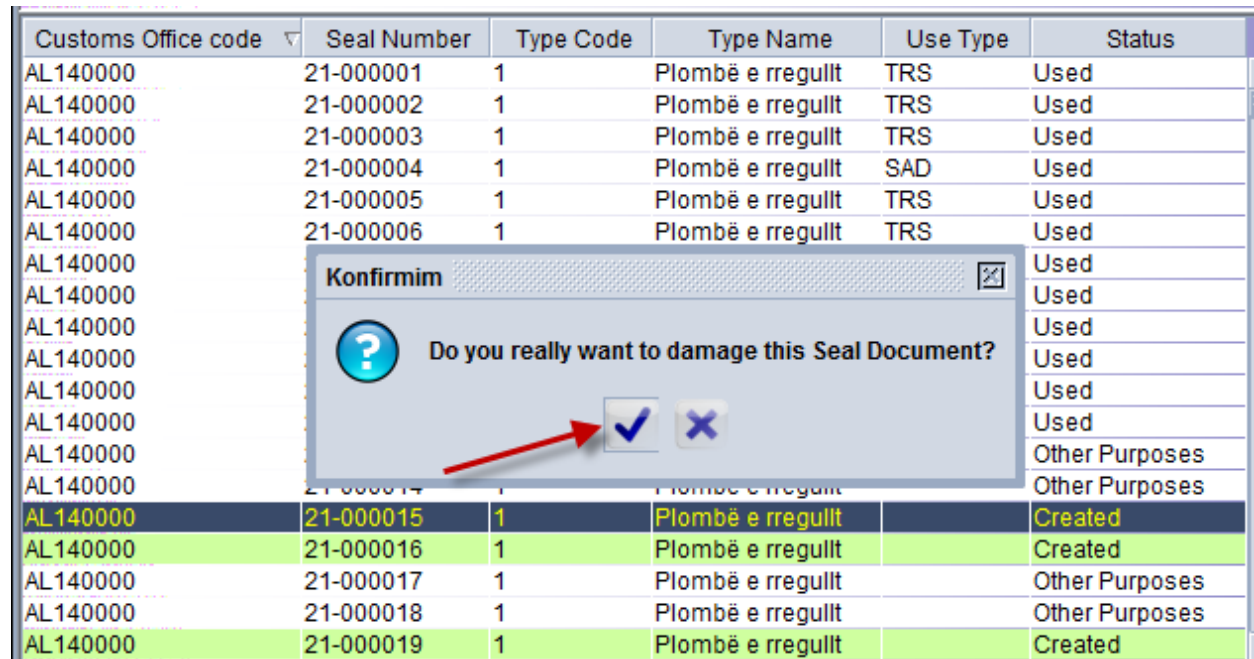 Customs Office code Seal Number Type Code Type Name Use Type Status
AL140000 21-000001 1 Plombë e rregullt TRS Used
AL140000 21-000002 1 Plombë e rregullt TRS Used
AL140000 21-000003 1 Plombë e rregullt TRS Used
AL140000 21-000004 1 Plombë e rregullt SAD Used
AL140000 21-000005 1 Plombë e rregullt TRS Used
AL140000 21-000006 1 Plombë e rregullt TRS Used
AL140000 Used
Konfirmim
AL140000 Used
AL140000 Used
Do you really want to damage this Seal Document?
AL140000 Used
AL140000 Used
AL140000 Used
AL140000 Other Purposes
AL140000 21-000014 1 Plombë e rregullt Other Purposes
AL140000 21-000015 1 Plombë e rregullt Created
AL140000 21-000016 1 Plombë e rregullt Created
AL140000 21-000017 1 Plombë e rregullt Other Purposes
AL140000 21-000018 1 Plombë e rregullt Other Purposes
AL140000 21-000019 1 Plombë e rregullt Created